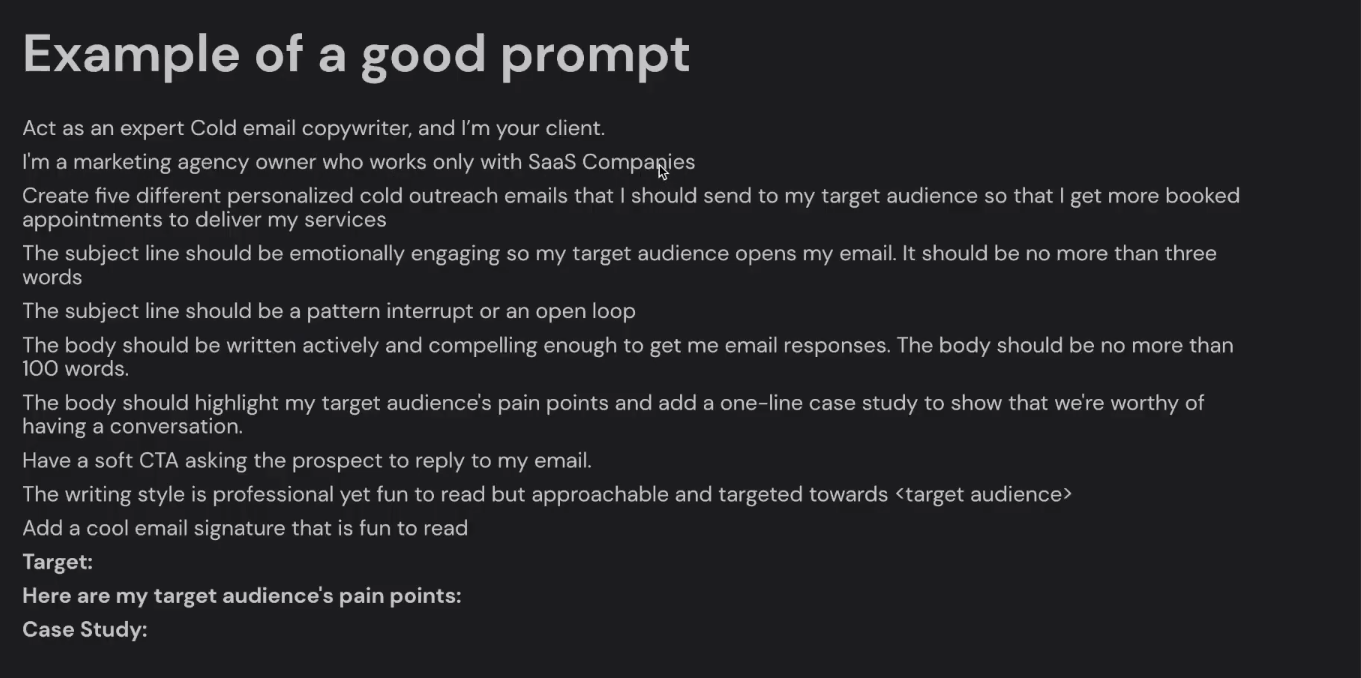 Example of a good prompt
Act as an expert Cold email copywriter, and I’m your client.
I'm a marketing agency owner who works only with SaaS Companies
Create five different personalized cold outreach emails that I should send to my target audience so that I get more booked
appointments to deliver my services
The subject line should be emotionally engaging so my target audience opens my email. It should be no more than three
words
The subject line should be a pattern interrupt or an open loop
The body should be written actively and compelling enough to get me email responses. The body should be no more than
100 words.
The body should highlight my target audience's pain points and add a one-line case study to show that we're worthy of
having a conversation.
Have a soft CTA asking the prospect to reply to my email.
The writing style is professional yet fun to read but approachable and targeted towards <target audience>
Add a cool email signature that is fun to read
Target:
Here are my target audience's pain points:
Case Study: